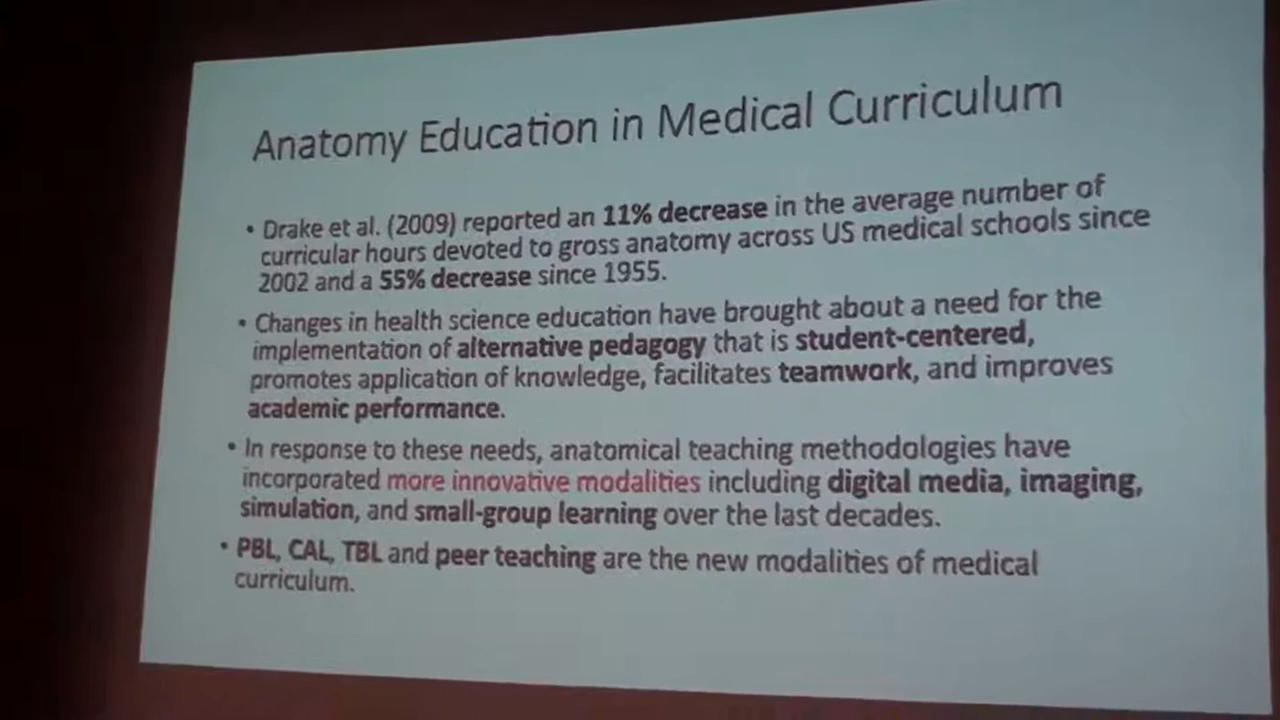 Anatomy Education in Medical Curriculum
• Drake et al. (2009) reported an 11% decrease in the average number of
curricular hours devoted to gross anatomy across US medical schools since
2002 and a 55% decrease since 1955.
• Changes in health science education have brought about a need for the
implementation of alternative pedagogy that is student-centered,
promotes application of knowledge, facilitates teamwork, and improves
academic performance.
• In response to these needs, anatomical teaching methodologies have
incorporated more innovative modalities including digital media, imaging,
simulation, and small-group learning over the last decades.
• PBL, CAL, TBL and peer teaching are the new modalities of medical
curriculum.